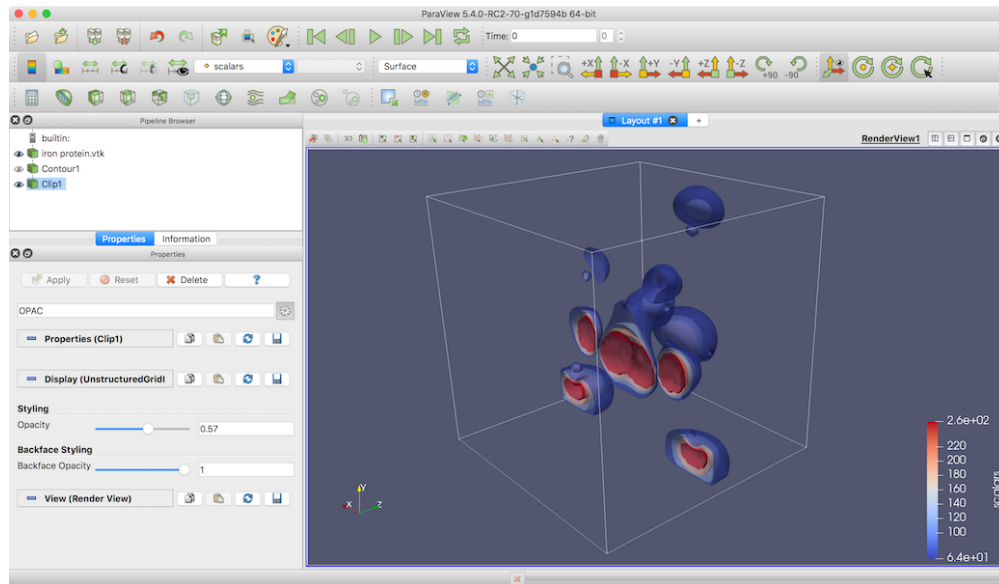 ParaView 5.4.0-RC2-70-g1d7594b 64-bit
Time: 0 0
scalars Surface +X -X +Y -Y +Z -Z +90 -90
Pipeline Browser
Layout #1 +
builtin:
3D
RenderView1
iron protein.vtk
Contour1
Clip1
Properties Information
Properties
Apply Reset Delete ?
OPAC
Properties (Clip1)
Display (UnstructuredGridI
Styling
Opacity 0.57
Backface Styling
Backface Opacity 1
View (Render View)
Y
X Z
2.6e+02
220
200
180
160
140
120
100
6.4e+01
scalars